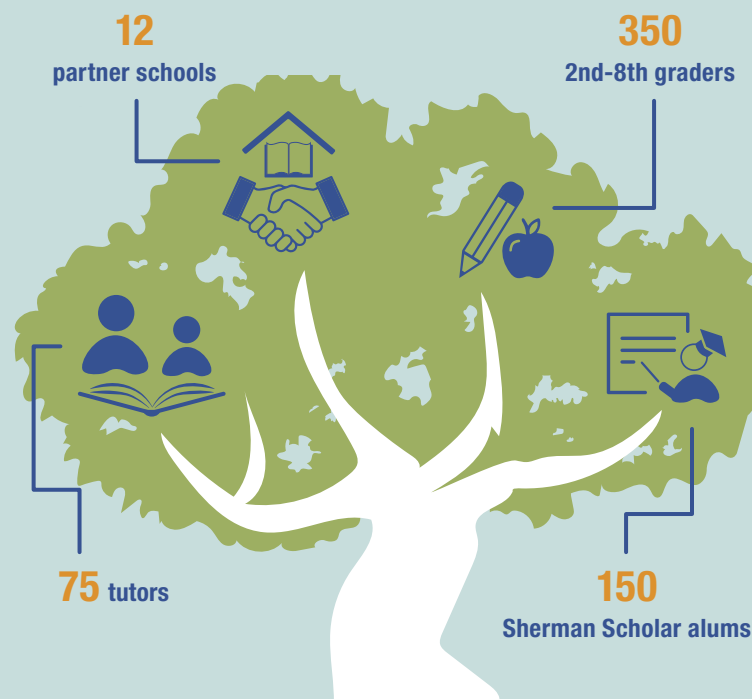 12
partner schools
350
2nd-8th graders
75 tutors
150
Sherman Scholar alums